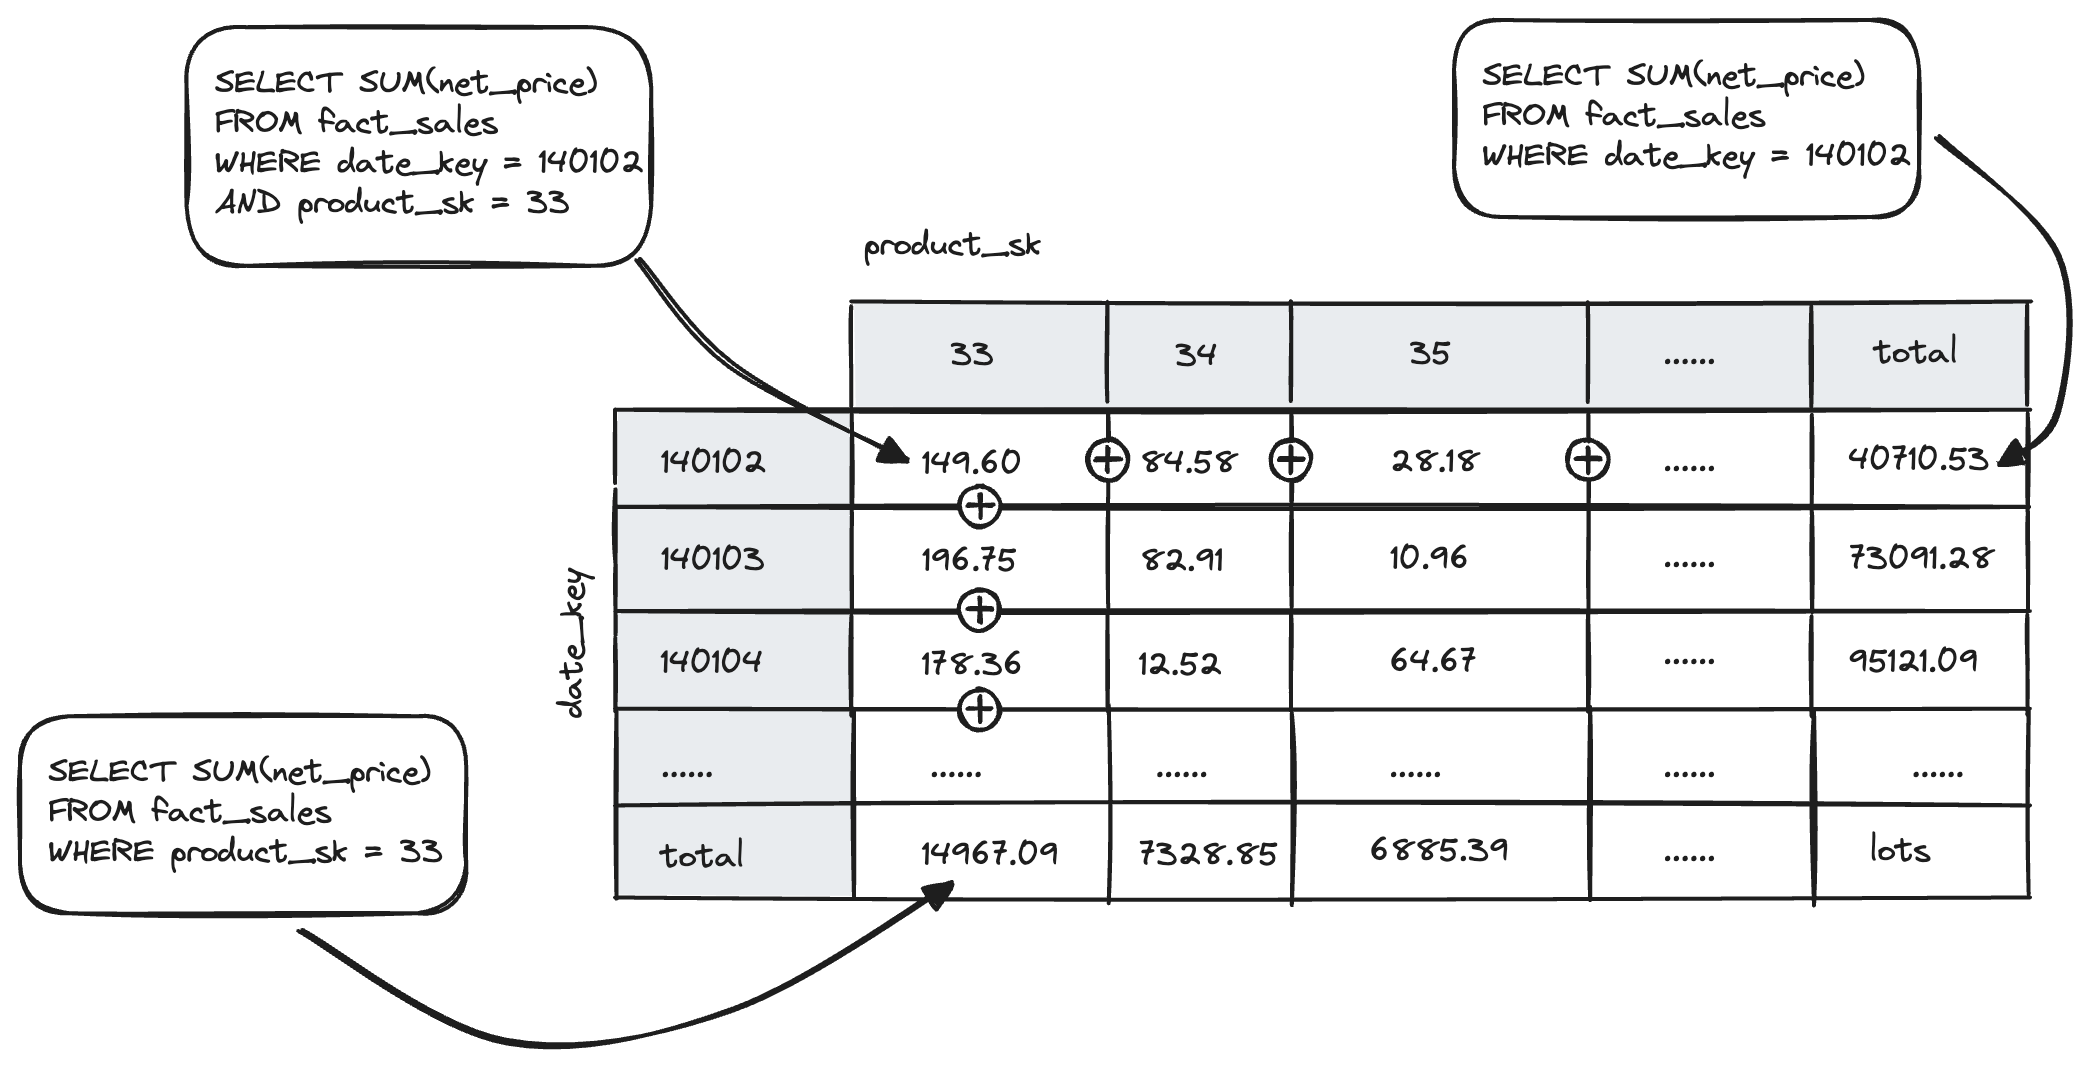 SELECT SUM(net_price)
FROM fact_sales
WHERE date_key = 140102
AND product_sk = 33
SELECT SUM(net_price)
FROM fact_sales
WHERE date_key = 140102
product_sk
33 34 35 ...... total
date_key
140102 149.60 + 84.58 + 28.18 + ...... 40710.53
+
140103 196.75 82.91 10.96 ...... 73091.28
+
140104 178.36 12.52 64.67 ...... 95121.09
+
...... ...... ...... ...... ...... ......
total 14967.09 7328.85 6885.39 ...... lots
SELECT SUM(net_price)
FROM fact_sales
WHERE product_sk = 33